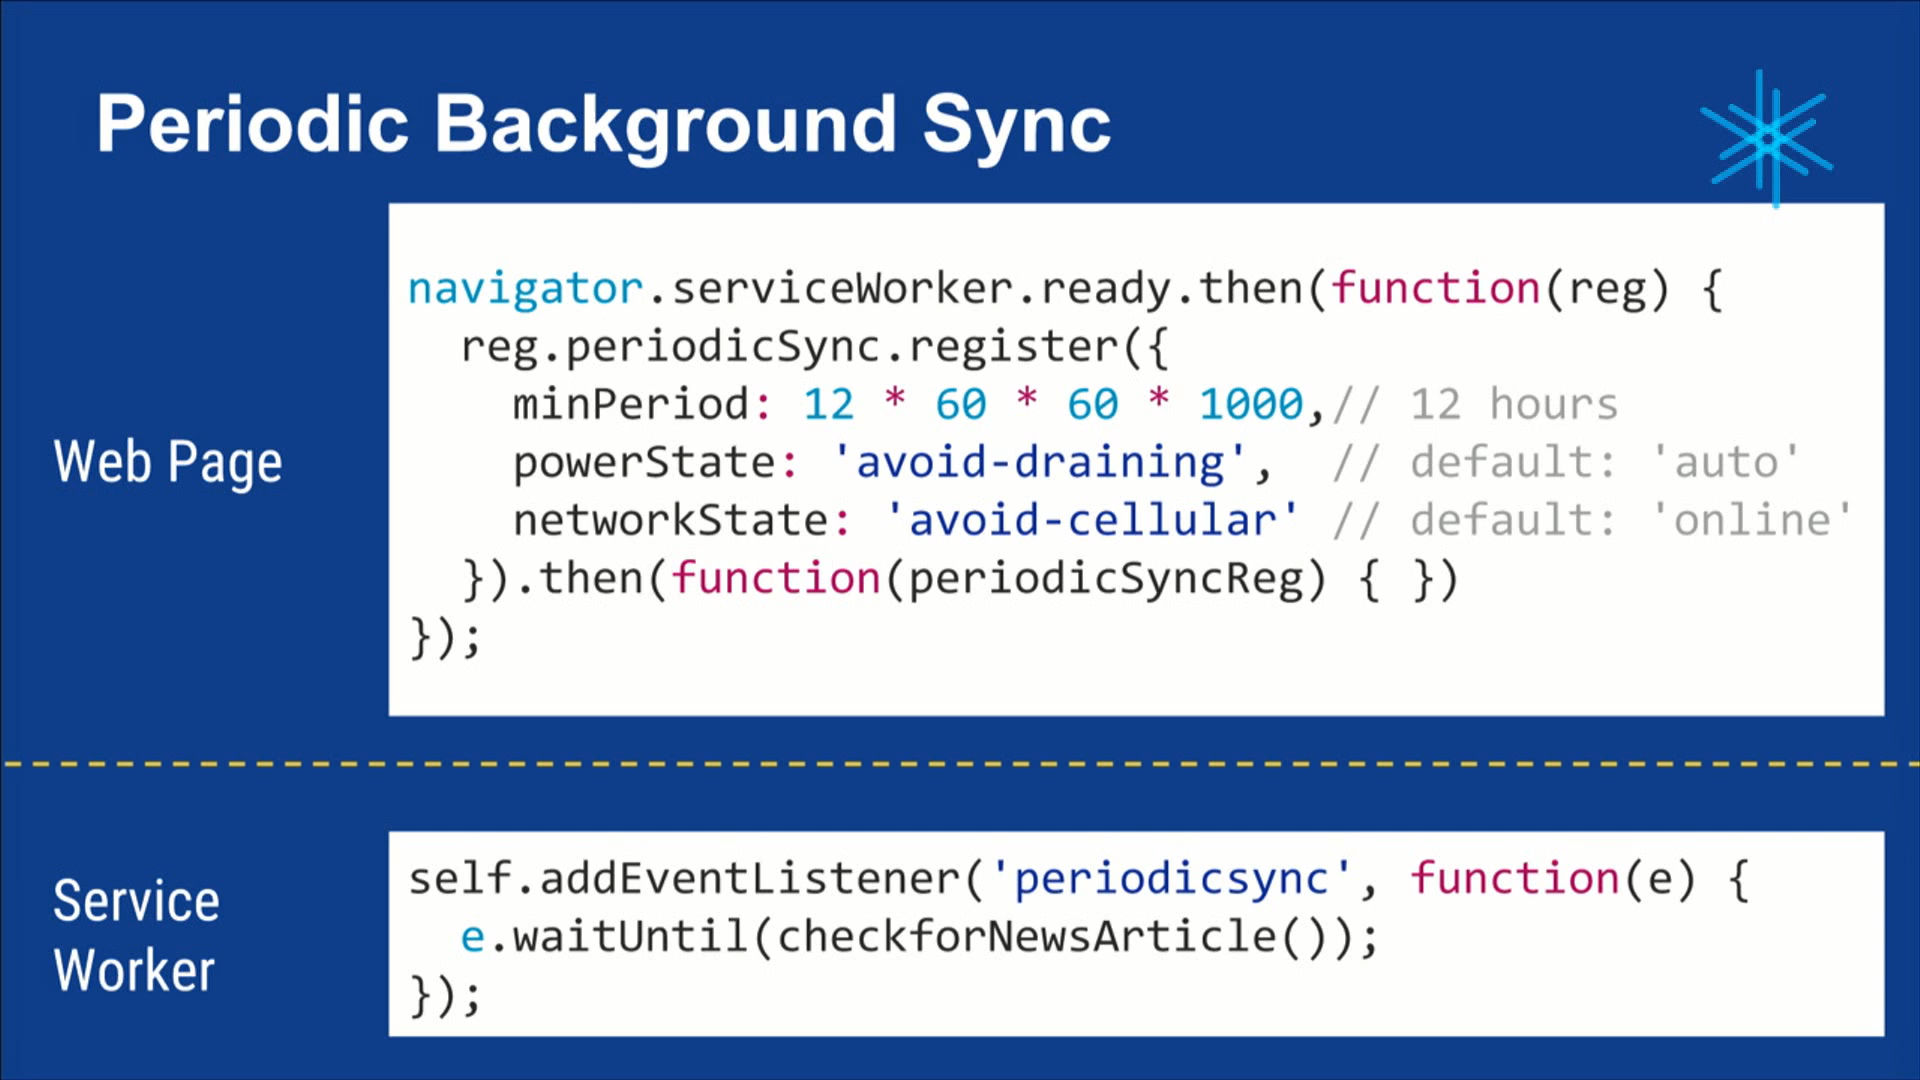 Periodic Background Sync
Web Page
navigator.serviceWorker.ready.then(function(reg) {
  reg.periodicSync.register({
    minPeriod: 12 * 60 * 60 * 1000,// 12 hours
    powerState: 'avoid-draining',  // default: 'auto'
    networkState: 'avoid-cellular' // default: 'online'
  }).then(function(periodicSyncReg) { })
});
Service
Worker
self.addEventListener('periodicsync', function(e) {
  e.waitUntil(checkforNewsArticle());
});